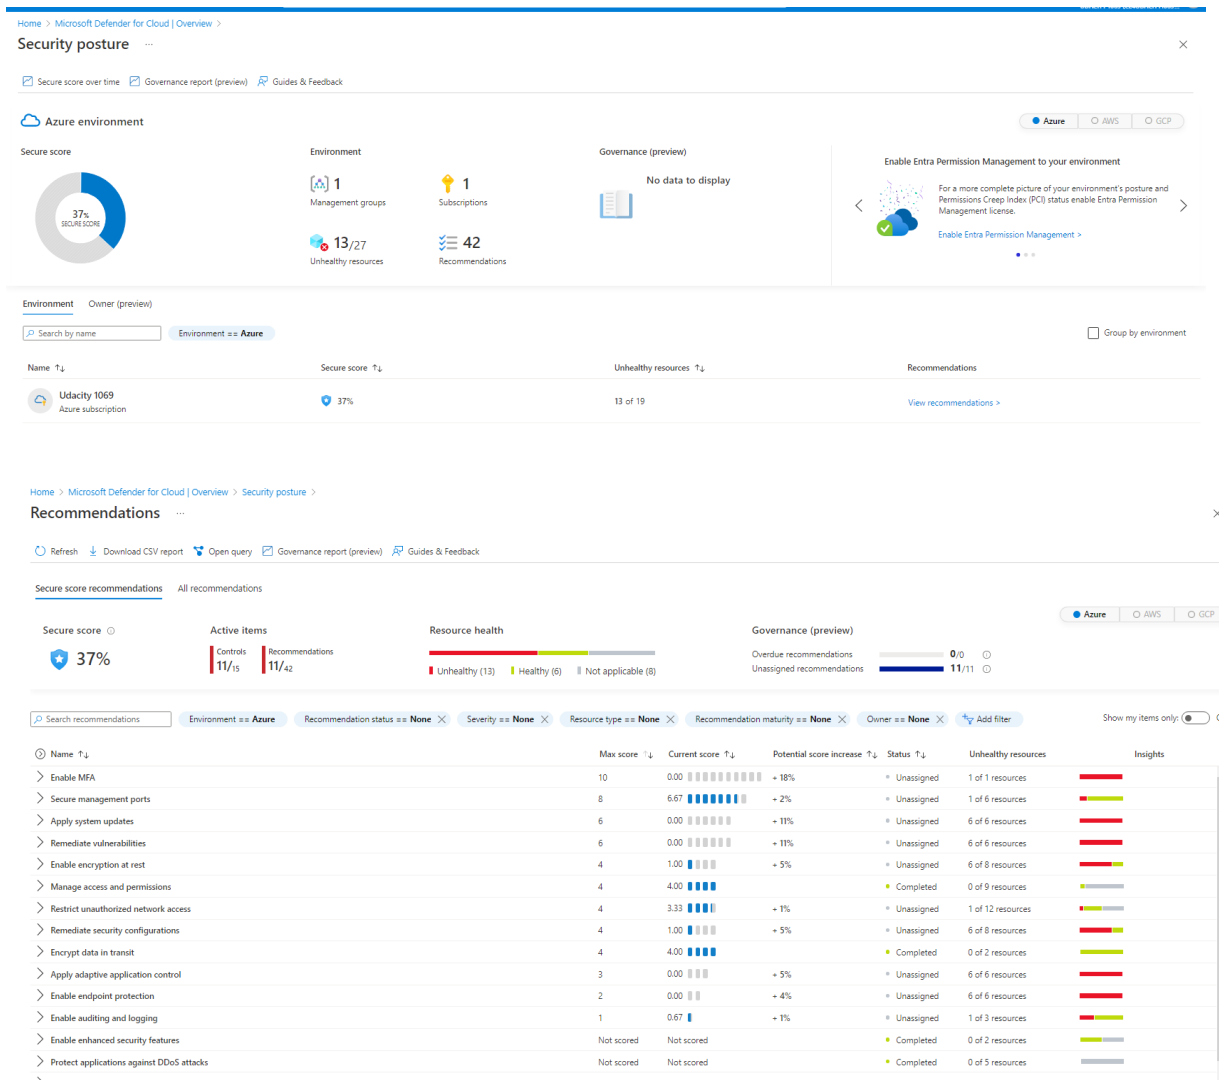 Home > Microsoft Defender for Cloud | Overview >
Security posture ...
Secure score over time Governance report (preview) Guides & Feedback
Azure environment
Azure AWS GCP
Secure score
37%
SECURE SCORE
Environment
1
Management groups
1
Subscriptions
13/27
Unhealthy resources
42
Recommendations
Governance (preview)
No data to display
Enable Entra Permission Management to your environment
For a more complete picture of your environment's posture and
Permissions Creep Index (PCI) status enable Entra Permission
Management license.
Enable Entra Permission Management >
Environment Owner (preview)
Search by name Environment == Azure Group by environment
Name ↑↓ Secure score ↑↓ Unhealthy resources ↑↓ Recommendations
Udacity 1069
Azure subscription
37% 13 of 19 View recommendations >
Home > Microsoft Defender for Cloud | Overview > Security posture >
Recommendations ...
Refresh Download CSV report Open query Governance report (preview) Guides & Feedback
Secure score recommendations All recommendations
Azure AWS GCP
Secure score
37%
Active items
Controls
11/15
Recommendations
11/42
Resource health
Unhealthy (13) Healthy (6) Not applicable (8)
Governance (preview)
Overdue recommendations 0/0
Unassigned recommendations 11/11
Search recommendations Environment == Azure Recommendation status == None Severity == None Resource type == None Recommendation maturity == None Owner == None Add filter Show my items only:
Name ↑↓ Max score ↑↓ Current score ↑↓ Potential score increase ↑↓ Status ↑↓ Unhealthy resources Insights
Enable MFA 10 0.00 + 18% Unassigned 1 of 1 resources
Secure management ports 8 6.67 + 2% Unassigned 1 of 6 resources
Apply system updates 6 0.00 + 11% Unassigned 6 of 6 resources
Remediate vulnerabilities 6 0.00 + 11% Unassigned 6 of 6 resources
Enable encryption at rest 4 1.00 + 5% Unassigned 6 of 8 resources
Manage access and permissions 4 4.00 Completed 0 of 9 resources
Restrict unauthorized network access 4 3.33 + 1% Unassigned 1 of 12 resources
Remediate security configurations 4 1.00 + 5% Unassigned 6 of 8 resources
Encrypt data in transit 4 4.00 Completed 0 of 2 resources
Apply adaptive application control 3 0.00 + 5% Unassigned 6 of 6 resources
Enable endpoint protection 2 0.00 + 4% Unassigned 6 of 6 resources
Enable auditing and logging 1 0.67 + 1% Unassigned 1 of 3 resources
Enable enhanced security features Not scored Not scored Completed 0 of 2 resources
Protect applications against DDoS attacks Not scored Not scored Completed 0 of 5 resources